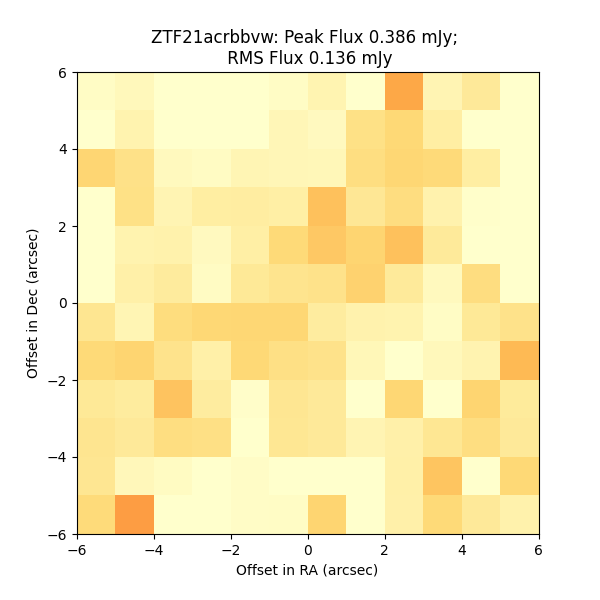 ZTF21acrbbvw: Peak Flux 0.386 mJy;
RMS Flux 0.136 mJy
6
4
2
0
−2
−4
−6
Offset in Dec (arcsec)
−6 −4 −2 0 2 4 6
Offset in RA (arcsec)